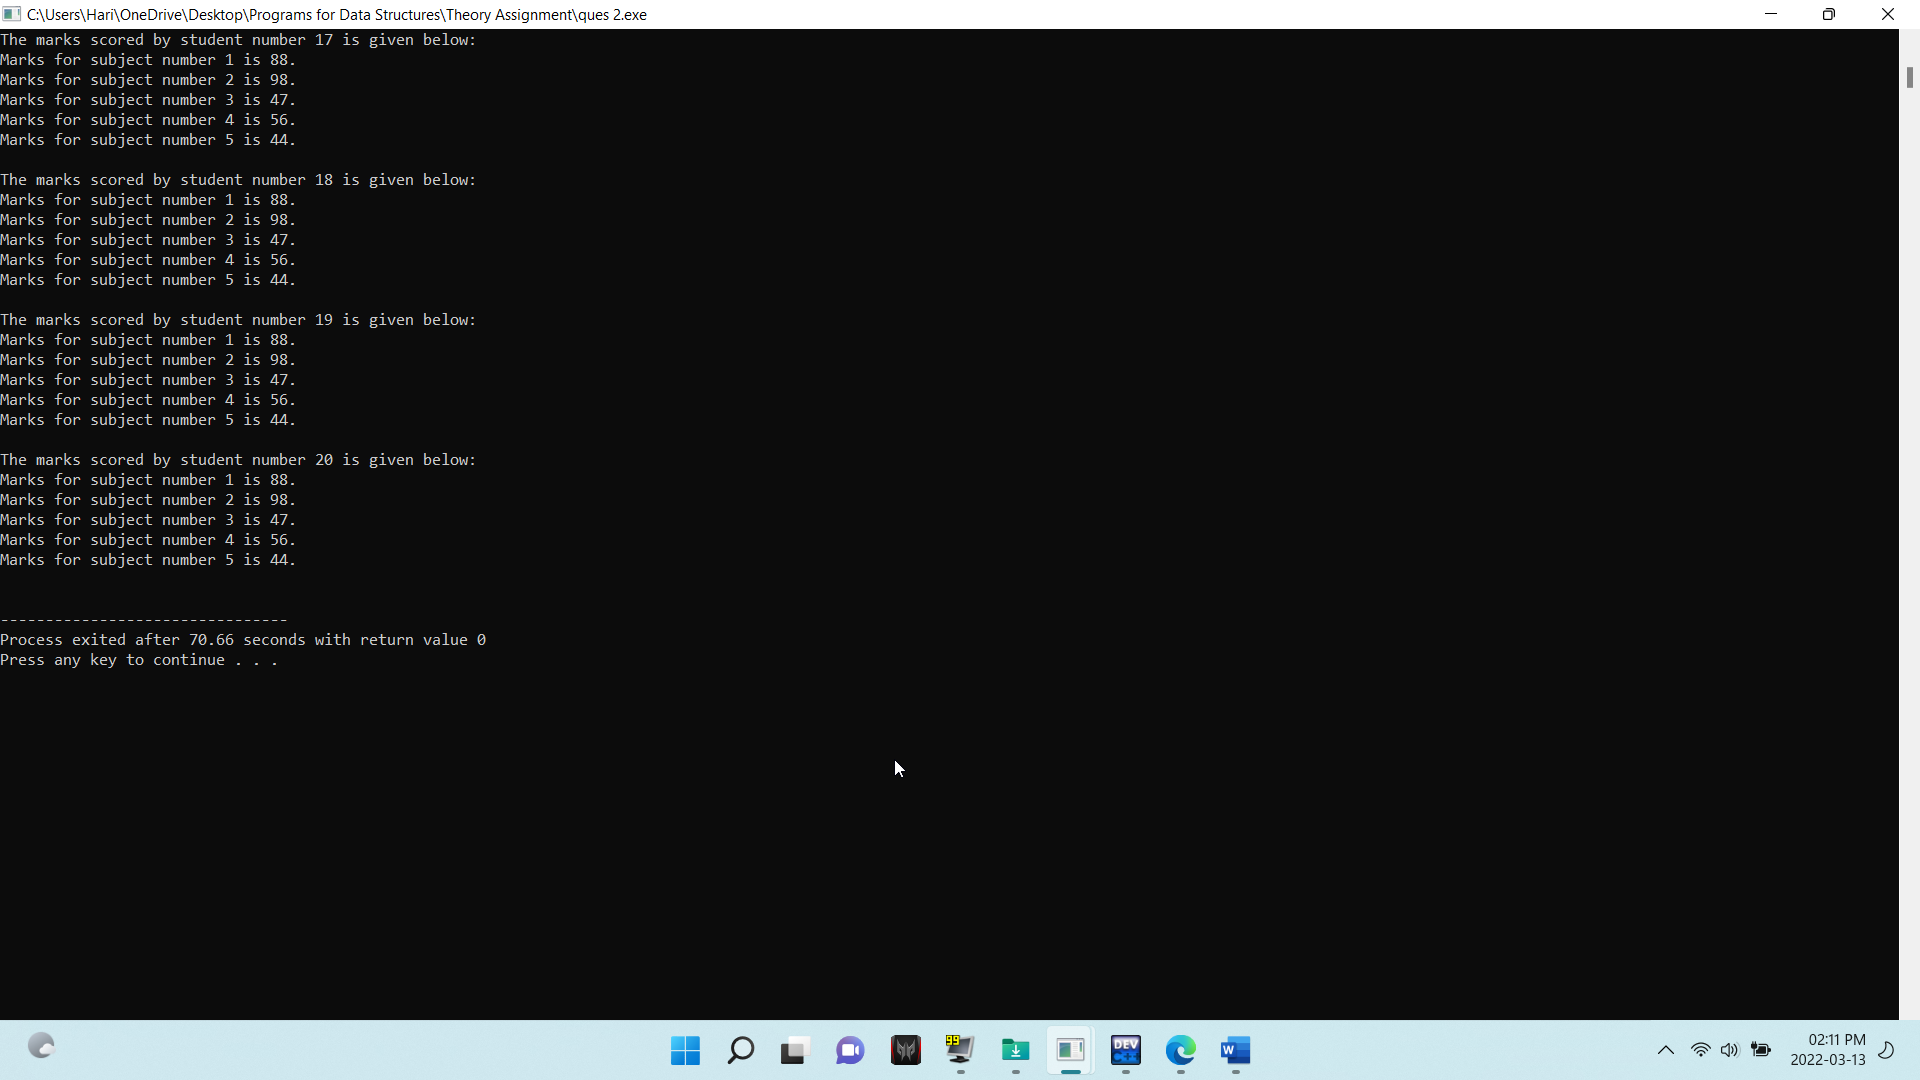 C:\Users\Hari\OneDrive\Desktop\Programs for Data Structures\Theory Assignment\ques 2.exe
The marks scored by student number 17 is given below:
Marks for subject number 1 is 88.
Marks for subject number 2 is 98.
Marks for subject number 3 is 47.
Marks for subject number 4 is 56.
Marks for subject number 5 is 44.
The marks scored by student number 18 is given below:
Marks for subject number 1 is 88.
Marks for subject number 2 is 98.
Marks for subject number 3 is 47.
Marks for subject number 4 is 56.
Marks for subject number 5 is 44.
The marks scored by student number 19 is given below:
Marks for subject number 1 is 88.
Marks for subject number 2 is 98.
Marks for subject number 3 is 47.
Marks for subject number 4 is 56.
Marks for subject number 5 is 44.
The marks scored by student number 20 is given below:
Marks for subject number 1 is 88.
Marks for subject number 2 is 98.
Marks for subject number 3 is 47.
Marks for subject number 4 is 56.
Marks for subject number 5 is 44.
--------------------------------
Process exited after 70.66 seconds with return value 0
Press any key to continue . . .
99
DEV
C++
W
02:11 PM
2022-03-13